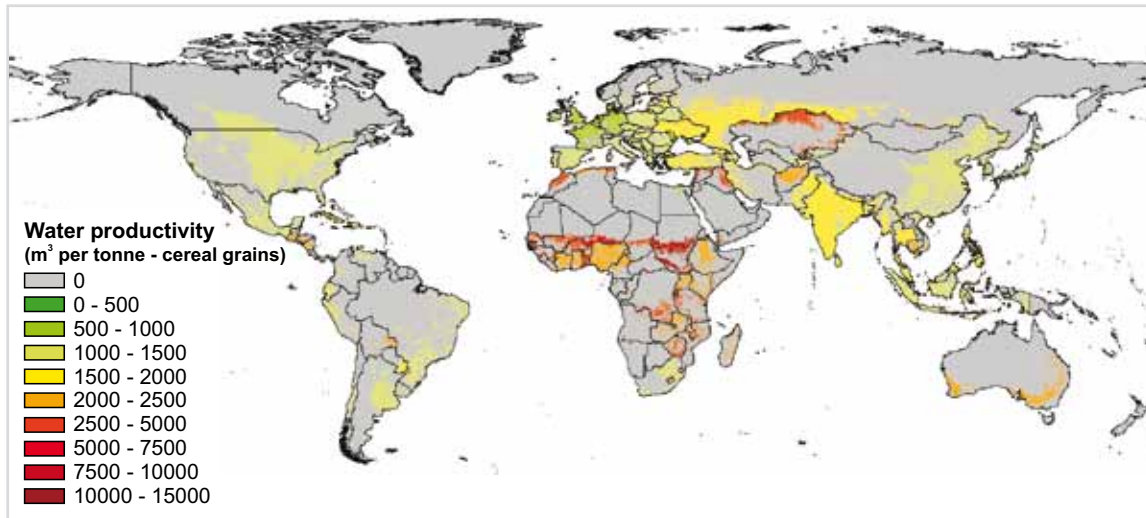 Water productivity
(m³ per tonne - cereal grains)
0
0 - 500
500 - 1000
1000 - 1500
1500 - 2000
2000 - 2500
2500 - 5000
5000 - 7500
7500 - 10000
10000 - 15000